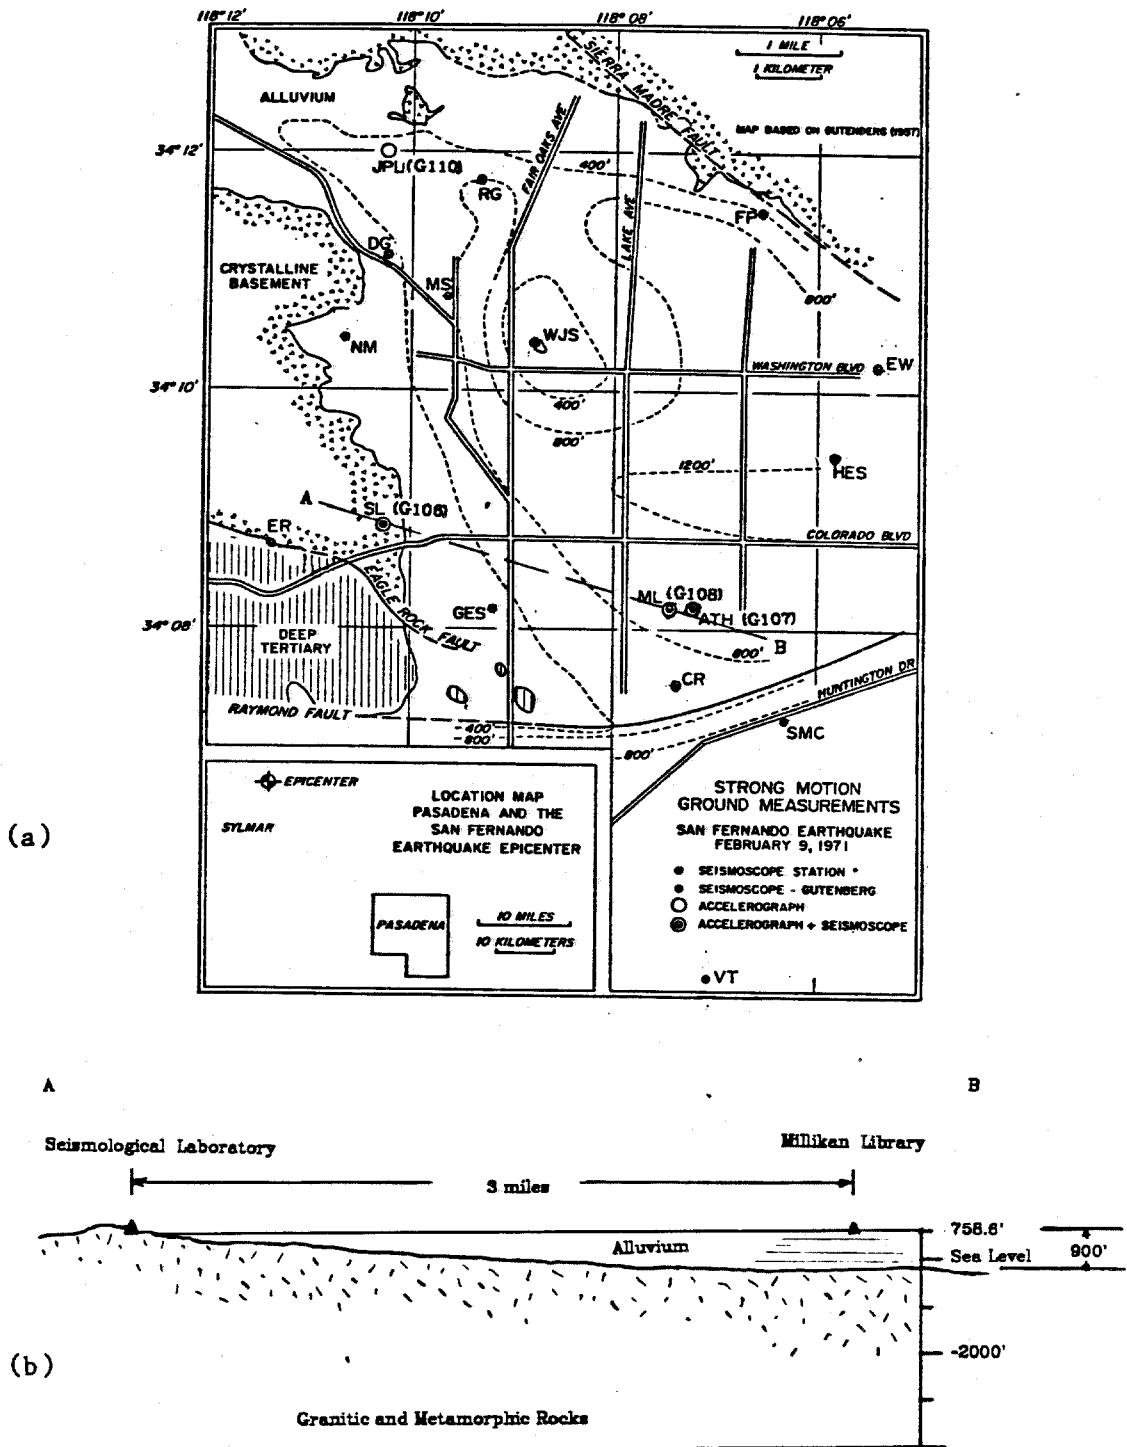 118° 12'
118° 10'
118° 08'
118° 06'
1 MILE
1 KILOMETER
ALLUVIUM
SIERRA MADRE FAULT
MAP BASED ON GUTENBERG (1957)
34° 12'
JPL (G110)
FAIR OAKS AVE
400'
RG
LAKE AVE
FP
DG
CRYSTALLINE
BASEMENT
MS
800'
NM
WJS
WASHINGTON BLVD
EW
34° 10'
400'
800'
1200'
HES
A
SL (G106)
ER
COLORADO BLVD
EAGLE ROCK FAULT
ML (G108)
GES
ATH (G107)
34° 08'
DEEP
TERTIARY
B
800'
CR
HUNTINGTON DR
RAYMOND FAULT
400'
800'
SMC
800'
EPICENTER
SYLMAR
LOCATION MAP
PASADENA AND THE
SAN FERNANDO
EARTHQUAKE EPICENTER
PASADENA
10 MILES
10 KILOMETERS
STRONG MOTION
GROUND MEASUREMENTS
SAN FERNANDO EARTHQUAKE
FEBRUARY 9, 1971
SEISMOSCOPE STATION
SEISMOSCOPE - GUTENBERG
ACCELEROGRAPH
ACCELEROGRAPH + SEISMOSCOPE
VT
(a)
A
B
Seismological Laboratory
Millikan Library
3 miles
758.6'
Alluvium
Sea Level
900'
-2000'
(b)
Granitic and Metamorphic Rocks